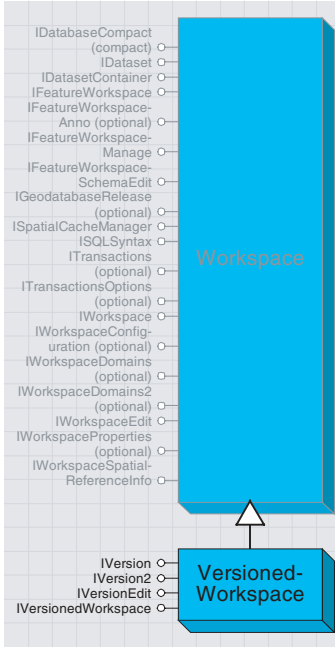 IDatabaseCompact
(compact)
IDataset
IDatasetContainer
IFeatureWorkspace
IFeatureWorkspace-
Anno (optional)
IFeatureWorkspace-
Manage
IFeatureWorkspace-
SchemaEdit
IGeodatabaseRelease
(optional)
ISpatialCacheManager
ISQLSyntax
ITransactions
(optional)
ITransactionsOptions
(optional)
IWorkspace
IWorkspaceConfig-
uration (optional)
IWorkspaceDomains
(optional)
IWorkspaceDomains2
(optional)
IWorkspaceEdit
IWorkspaceProperties
(optional)
IWorkspaceSpatial-
ReferenceInfo
Workspace
IVersion
IVersion2
IVersionEdit
IVersionedWorkspace
Versioned-
Workspace